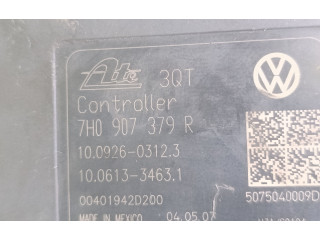 Ate 3QT
Controller
7H0 907 379 R
10.0926-0312.3
10.0613-3463.1
00401942D200 5075040009D
MADE IN MEXICO 04.05.07